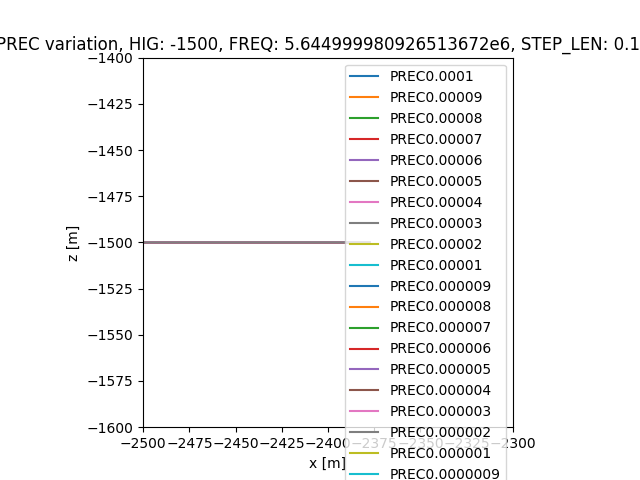 PREC variation, HIG: -1500, FREQ: 5.644999980926513672e6, STEP_LEN: 0.1
−1400
−1425
−1450
−1475
−1500
−1525
−1550
−1575
−1600
z [m]
−2500 −2475 −2450 −2425 −2400 −2375 −2350 −2325 −2300
x [m]
PREC0.0001
PREC0.00009
PREC0.00008
PREC0.00007
PREC0.00006
PREC0.00005
PREC0.00004
PREC0.00003
PREC0.00002
PREC0.00001
PREC0.000009
PREC0.000008
PREC0.000007
PREC0.000006
PREC0.000005
PREC0.000004
PREC0.000003
PREC0.000002
PREC0.000001
PREC0.0000009